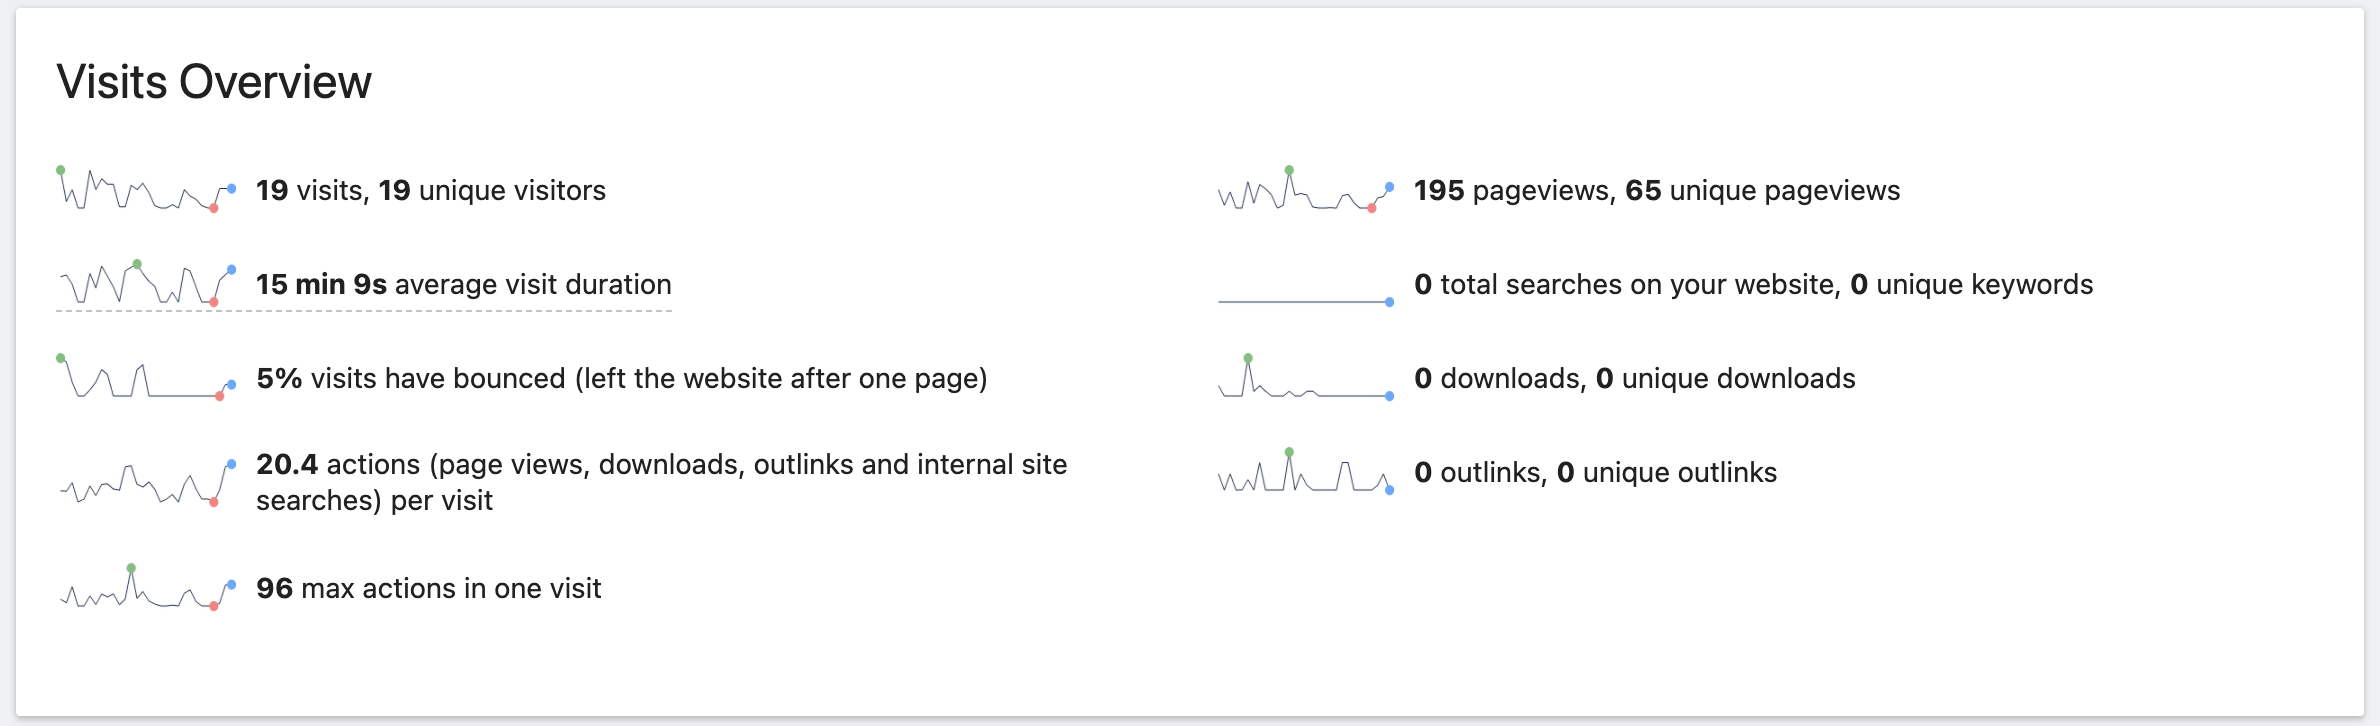 Visits Overview
19 visits, 19 unique visitors
15 min 9s average visit duration
5% visits have bounced (left the website after one page)
20.4 actions (page views, downloads, outlinks and internal site
searches) per visit
96 max actions in one visit
195 pageviews, 65 unique pageviews
0 total searches on your website, 0 unique keywords
0 downloads, 0 unique downloads
0 outlinks, 0 unique outlinks